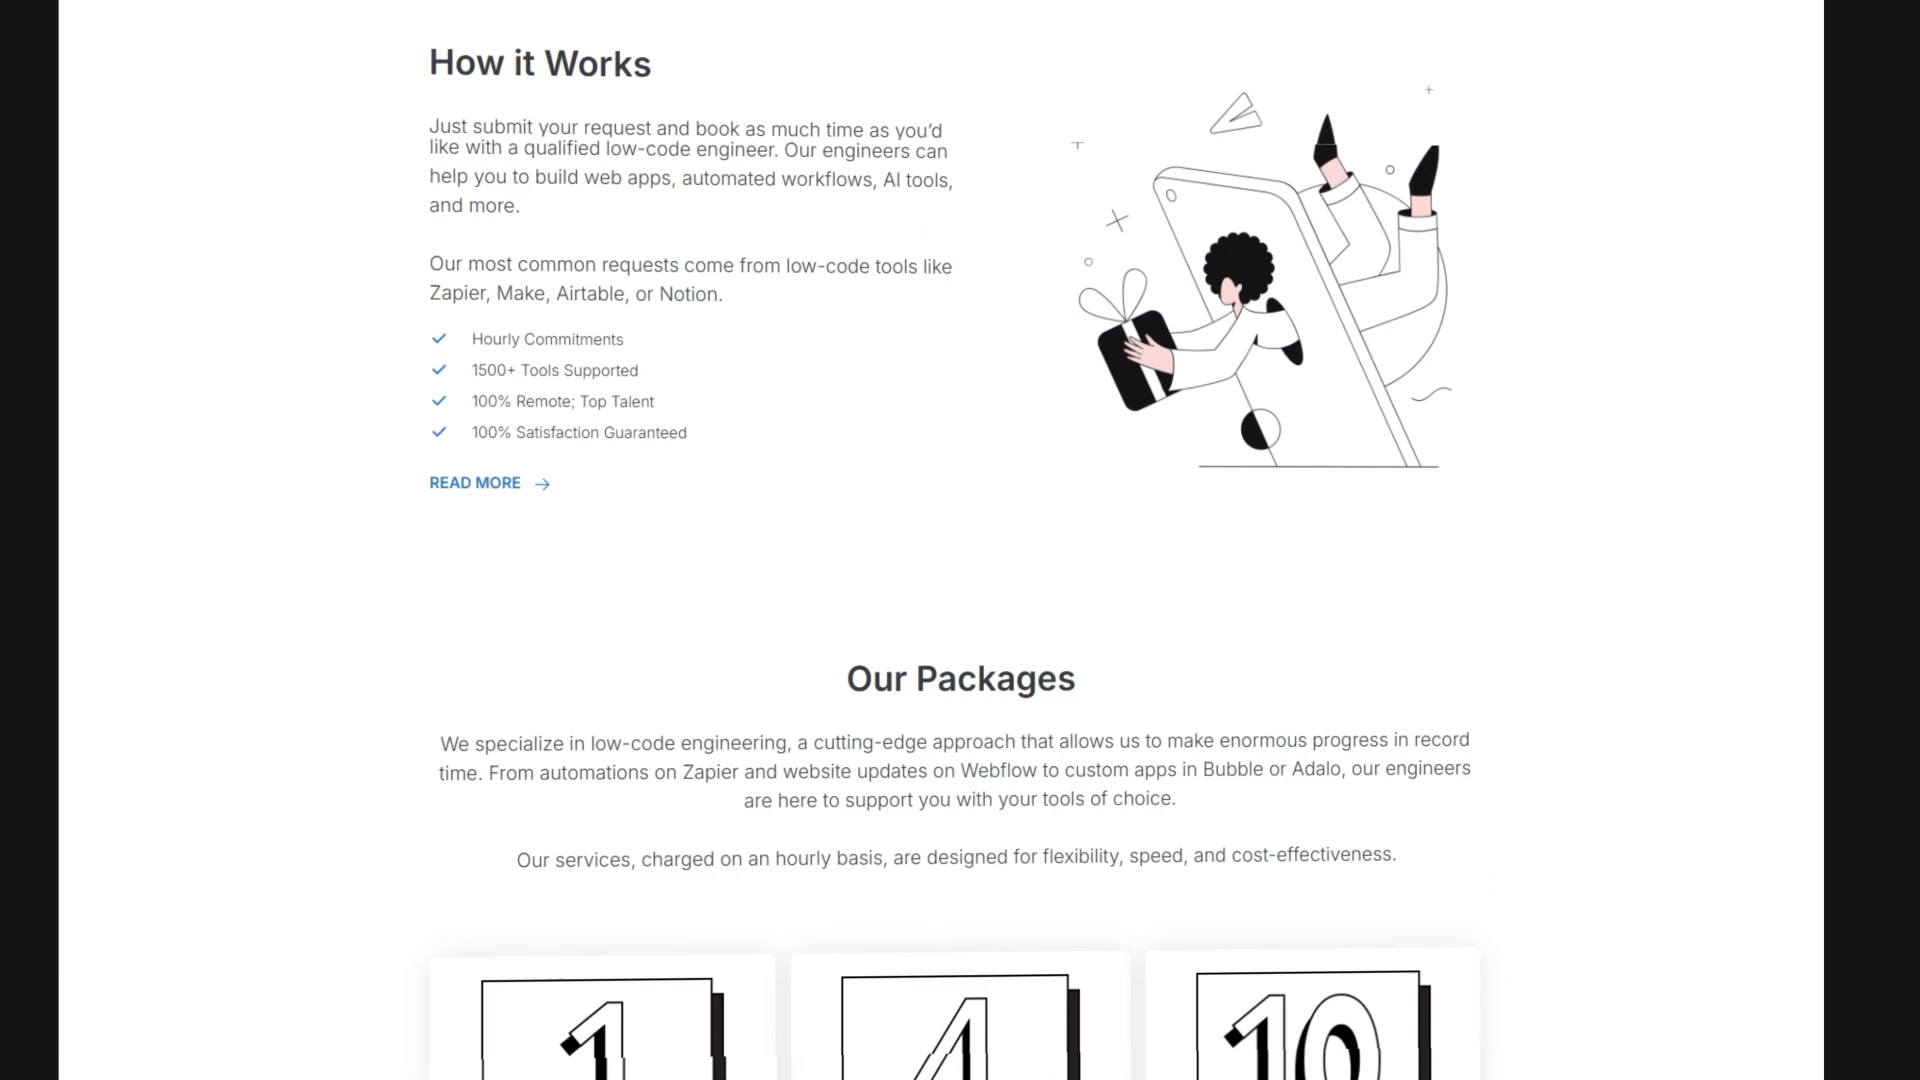 How it Works
Just submit your request and book as much time as you'd
like with a qualified low-code engineer. Our engineers can
help you to build web apps, automated workflows, AI tools,
and more.
Our most common requests come from low-code tools like
Zapier, Make, Airtable, or Notion.
Hourly Commitments
1500+ Tools Supported
100% Remote; Top Talent
100% Satisfaction Guaranteed
READ MORE
Our Packages
We specialize in low-code engineering, a cutting-edge approach that allows us to make enormous progress in record
time. From automations on Zapier and website updates on Webflow to custom apps in Bubble or Adalo, our engineers
are here to support you with your tools of choice.
Our services, charged on an hourly basis, are designed for flexibility, speed, and cost-effectiveness.
1 4 10